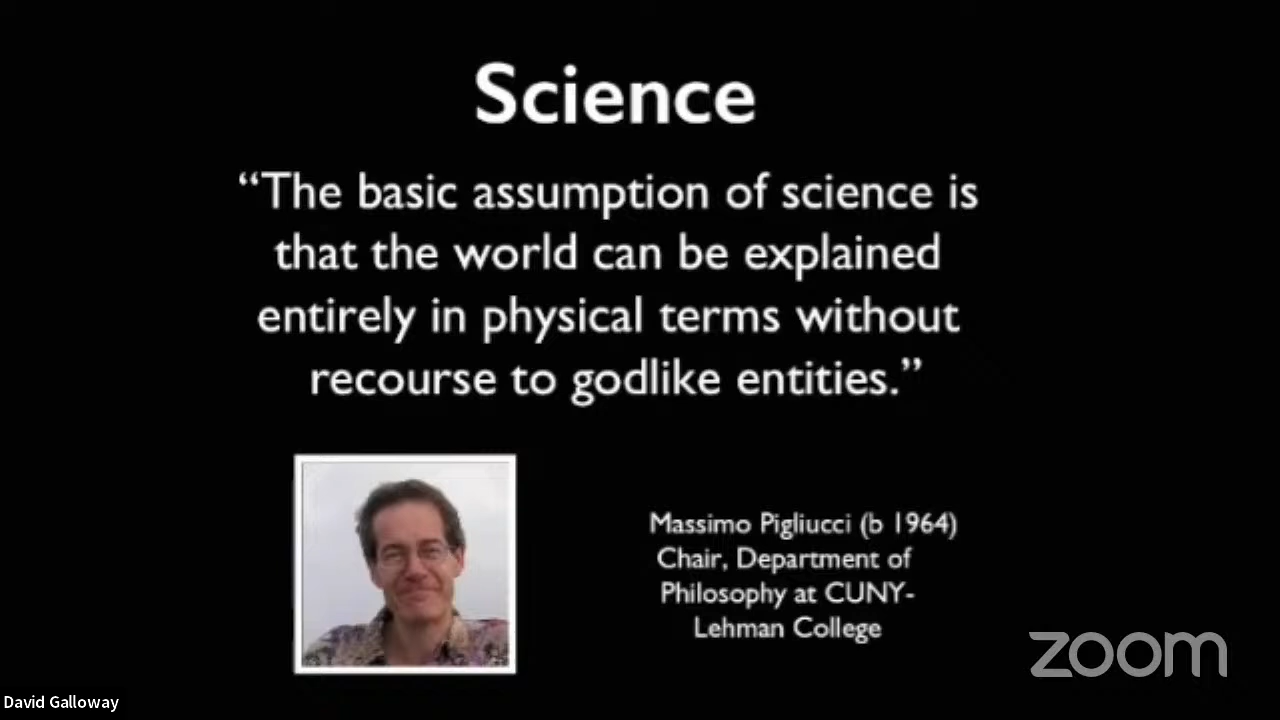 Science
“The basic assumption of science is
that the world can be explained
entirely in physical terms without
recourse to godlike entities.”
Massimo Pigliucci (b 1964)
Chair, Department of
Philosophy at CUNY-
Lehman College
zoom
David Galloway